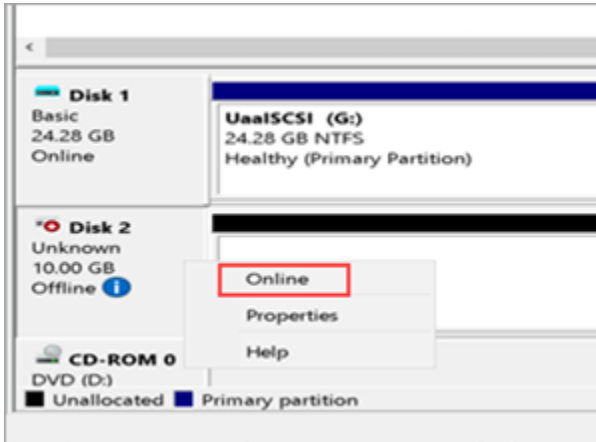 Disk 1
Basic
24.28 GB
Online
UaaISCSI (G:)
24.28 GB NTFS
Healthy (Primary Partition)
Disk 2
Unknown
10.00 GB
Offline
Online
Properties
Help
CD-ROM 0
DVD (D:)
Unallocated Primary partition